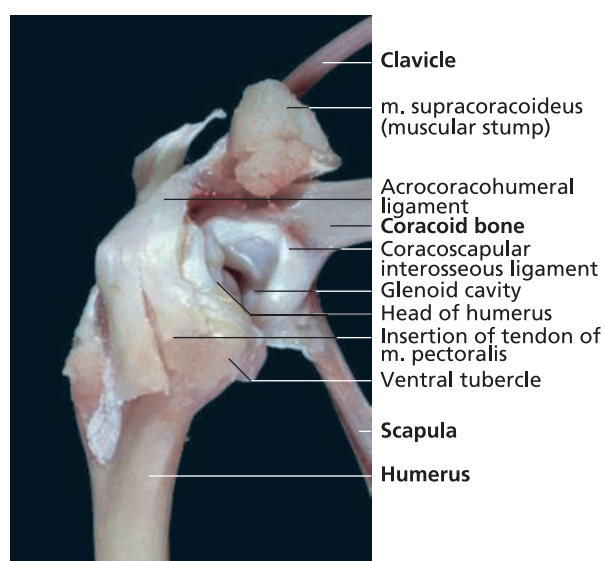 Clavicle
m. supracoracoideus
(muscular stump)
Acrocoracohumeral
ligament
Coracoid bone
Coracoscapular
interosseous ligament
Glenoid cavity
Head of humerus
Insertion of tendon of
m. pectoralis
Ventral tubercle
Scapula
Humerus